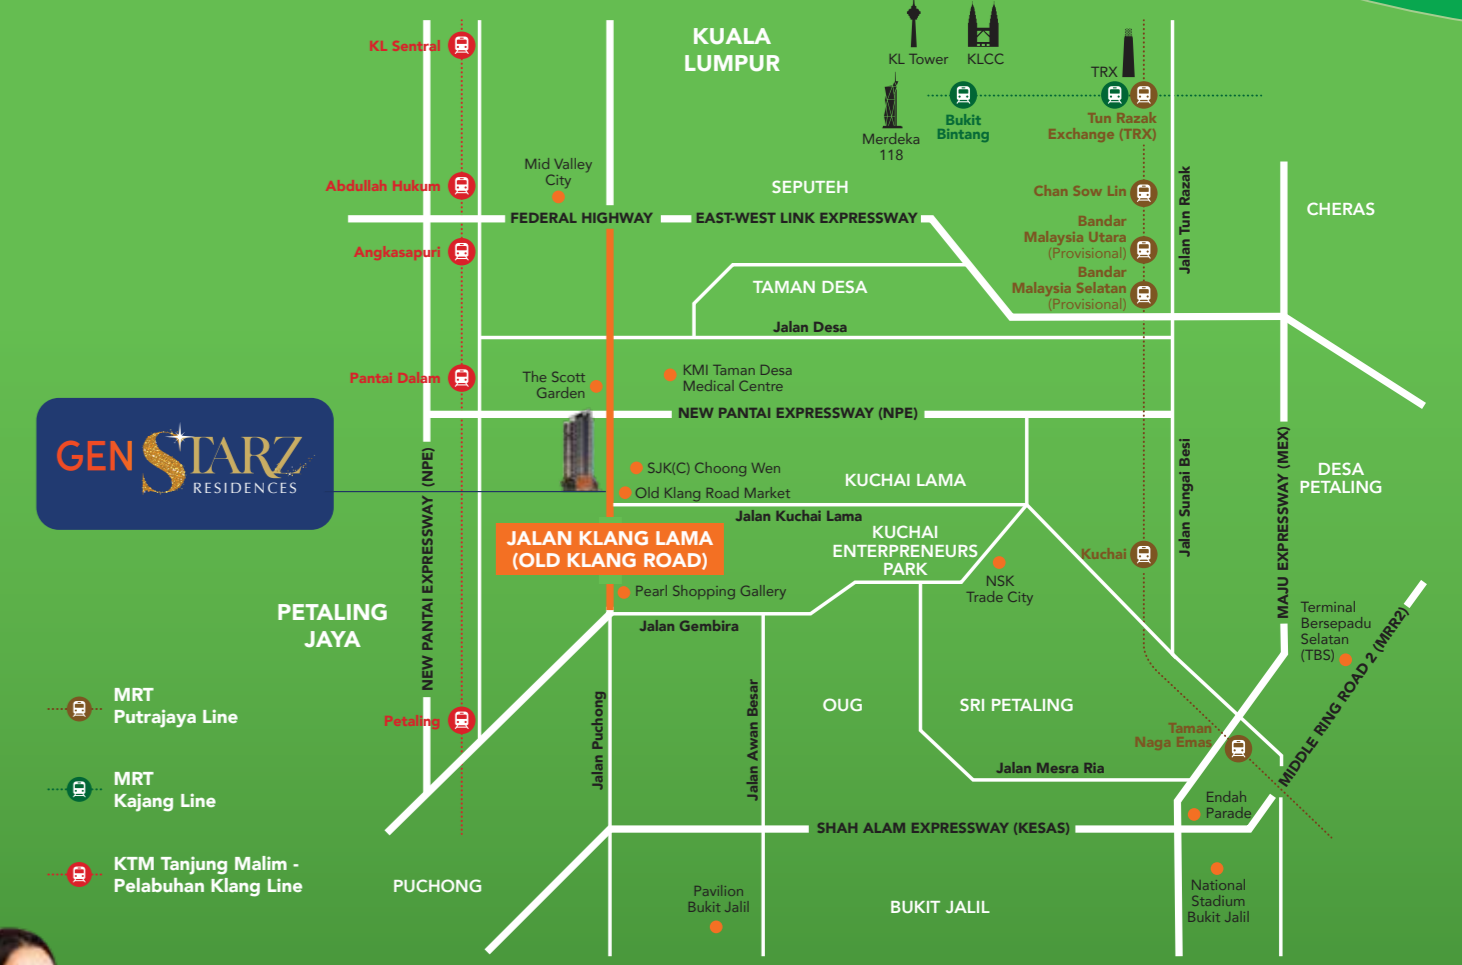 KUALA
LUMPUR
KL Sentral
KL Tower
KLCC
TRX
Bukit
Bintang
Tun Razak
Exchange (TRX)
Merdeka
118
Mid Valley
City
Abdullah Hukum
SEPUTEH
Chan Sow Lin
Jalan Tun Razak
CHERAS
FEDERAL HIGHWAY
EAST-WEST LINK EXPRESSWAY
Bandar
Malaysia Utara
(Provisional)
Angkasapuri
Bandar
Malaysia Selatan
(Provisional)
TAMAN DESA
Jalan Desa
Pantai Dalam
The Scott
Garden
KMI Taman Desa
Medical Centre
NEW PANTAI EXPRESSWAY (NPE)
GEN STARZ
RESIDENCES
NEW PANTAI EXPRESSWAY (NPE)
SJK(C) Choong Wen
Old Klang Road Market
KUCHAI LAMA
Jalan Kuchai Lama
Jalan Sungai Besi
MAJU EXPRESSWAY (MEX)
DESA
PETALING
JALAN KLANG LAMA
(OLD KLANG ROAD)
KUCHAI
ENTERPRENEURS
PARK
Kuchai
NSK
Trade City
Pearl Shopping Gallery
Jalan Gembira
PETALING
JAYA
Terminal
Bersepadu
Selatan
(TBS)
MIDDLE RING ROAD 2 (MRR2)
MRT
Putrajaya Line
Petaling
Jalan Puchong
Jalan Awan Besar
OUG
SRI PETALING
Taman
Naga Emas
Jalan Mesra Ria
MRT
Kajang Line
Endah
Parade
SHAH ALAM EXPRESSWAY (KESAS)
KTM Tanjung Malim -
Pelabuhan Klang Line
PUCHONG
Pavilion
Bukit Jalil
BUKIT JALIL
National
Stadium
Bukit Jalil